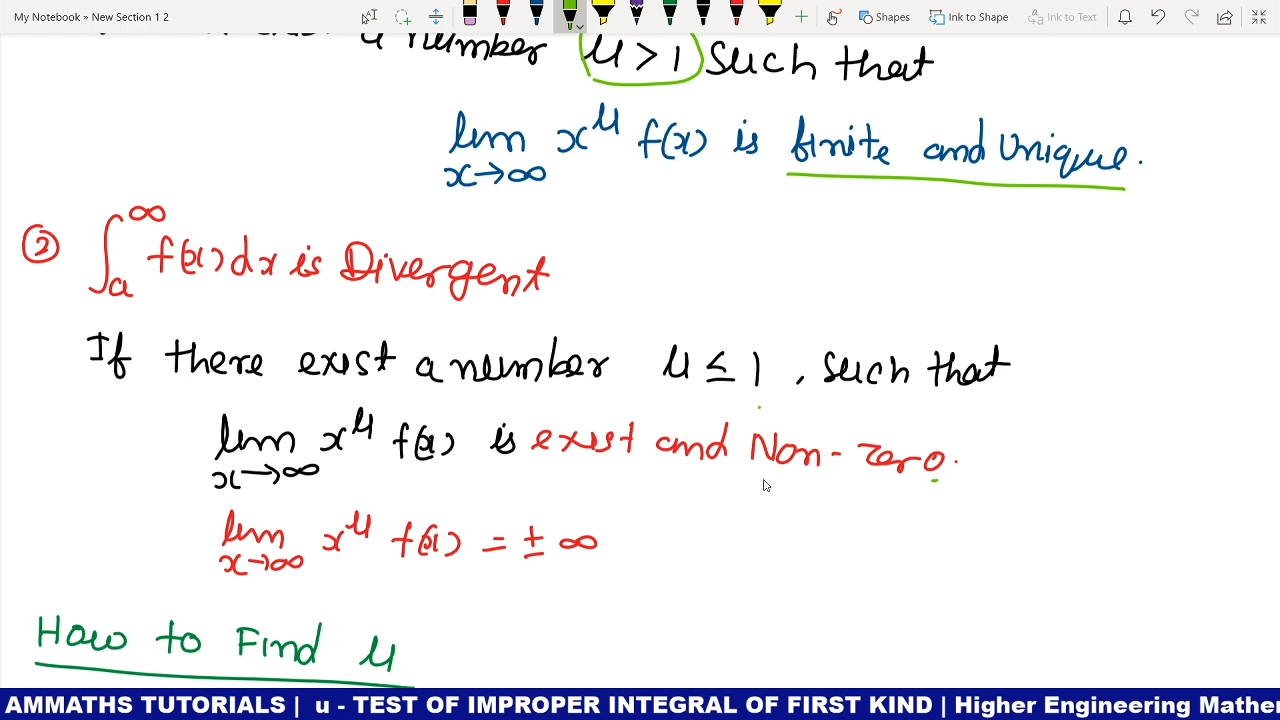 My Notebook » New Section 1 2
Shapes Ink to Shape Ink to Text
a number μ > 1 such that
lim x→∞ x^μ f(x) is finite and Unique.
② ∫_a^∞ f(x) dx is Divergent
If there exist a number μ ≤ 1, such that
lim x→∞ x^μ f(x) is exist and Non-zero.
lim x→∞ x^μ f(x) = ± ∞
How to Find μ
AMMATHS TUTORIALS | u - TEST OF IMPROPER INTEGRAL OF FIRST KIND | Higher Engineering Mathe